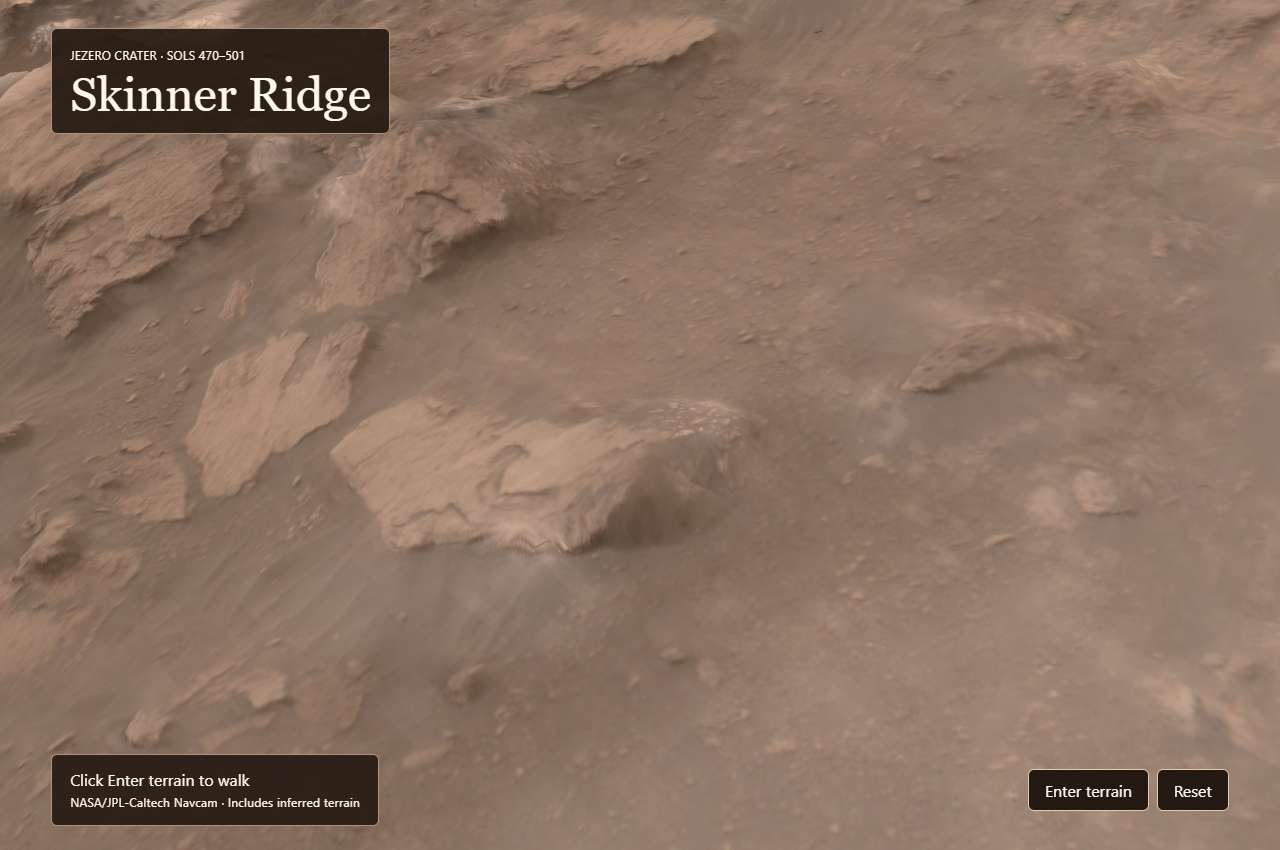 JEZERO CRATER · SOLS 470–501
Skinner Ridge
Click Enter terrain to walk
NASA/JPL-Caltech Navcam · Includes inferred terrain
Enter terrain
Reset